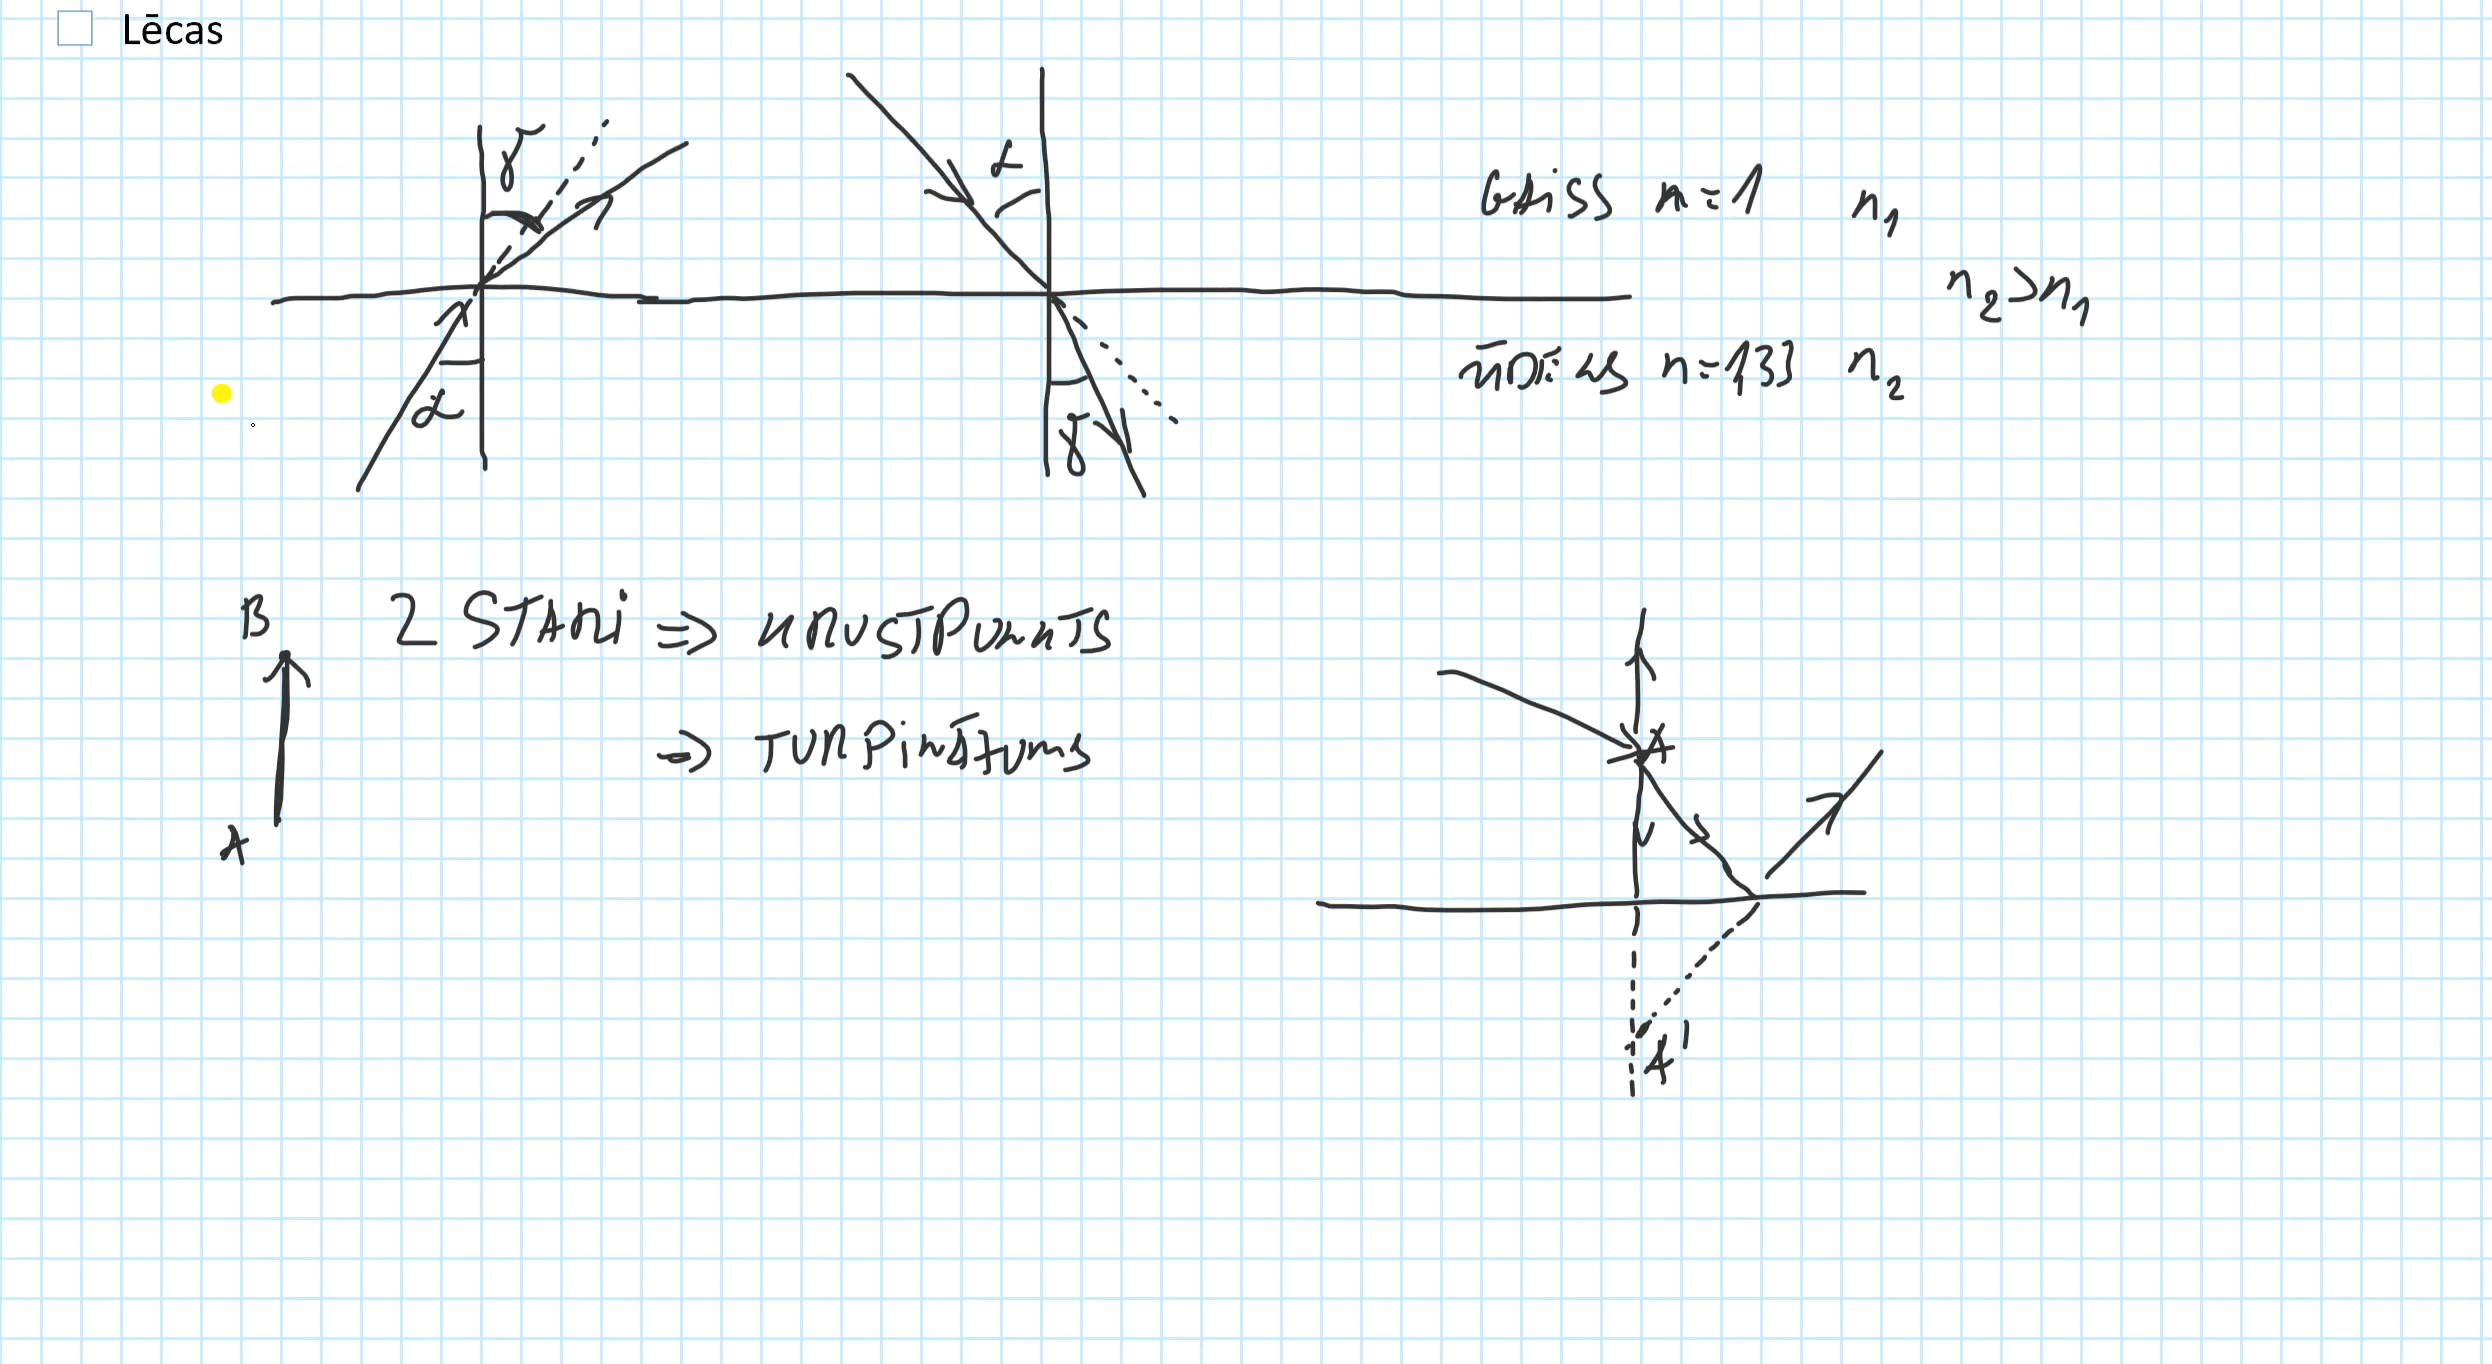 Lēcas
γ
α
GAiSS n=1 n₁
n₂>n₁
ŪDENS n=1,33 n₂
α
γ
B 2 STARi ⇒ KRUSTPUNKTS
⇒ TURPINĀJUMS
A
A
A'